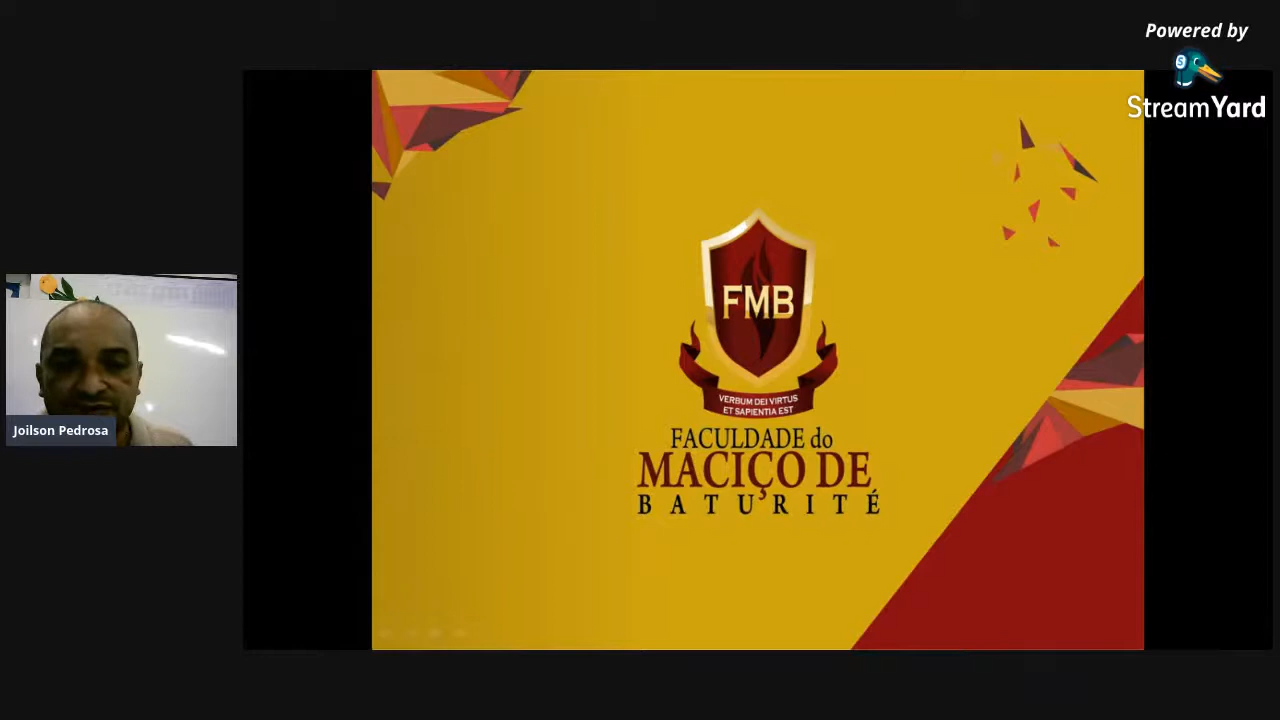 Powered by
StreamYard
FMB
VERBUM DEI VIRTUS
ET SAPIENTIA EST
FACULDADE do
MACIÇO DE
BATURITÉ
Joilson Pedrosa